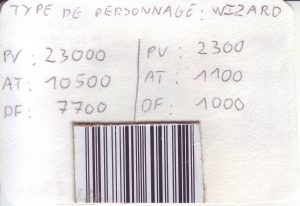 TYPE DE PERSONNAGE: WIZARD
PV: 23000 PV: 2300
AT: 10500 AT: 1100
DF: 7700 DF: 1000